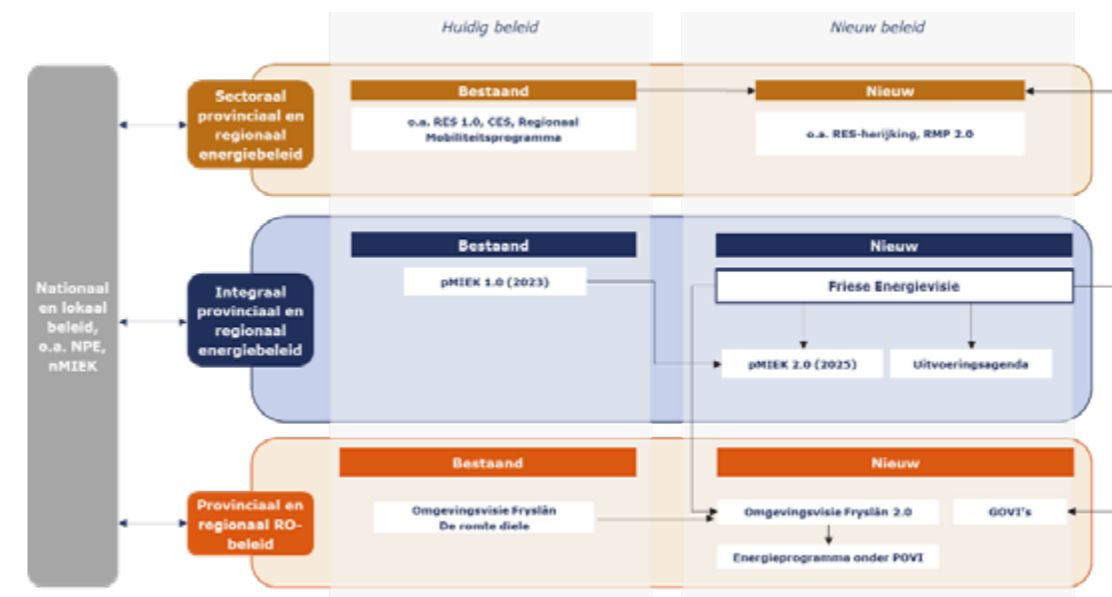 Huidig beleid
Nieuw beleid
Nationaal
en lokaal
beleid,
o.a. NPE,
nMIEK
Sectoraal
provinciaal en
regionaal
energiebeleid
Bestaand
o.a. RES 1.0, CES, Regionaal
Mobiliteitsprogramma
Nieuw
o.a. RES-herijking, RMP 2.0
Integraal
provinciaal en
regionaal
energiebeleid
Bestaand
pMIEK 1.0 (2023)
Nieuw
Friese Energievisie
pMIEK 2.0 (2025)
Uitvoeringsagenda
Provinciaal en
regionaal RO-
beleid
Bestaand
Omgevingsvisie Fryslân
De romte diele
Nieuw
Omgevingsvisie Fryslân 2.0
GOVI's
Energieprogramma onder POVI